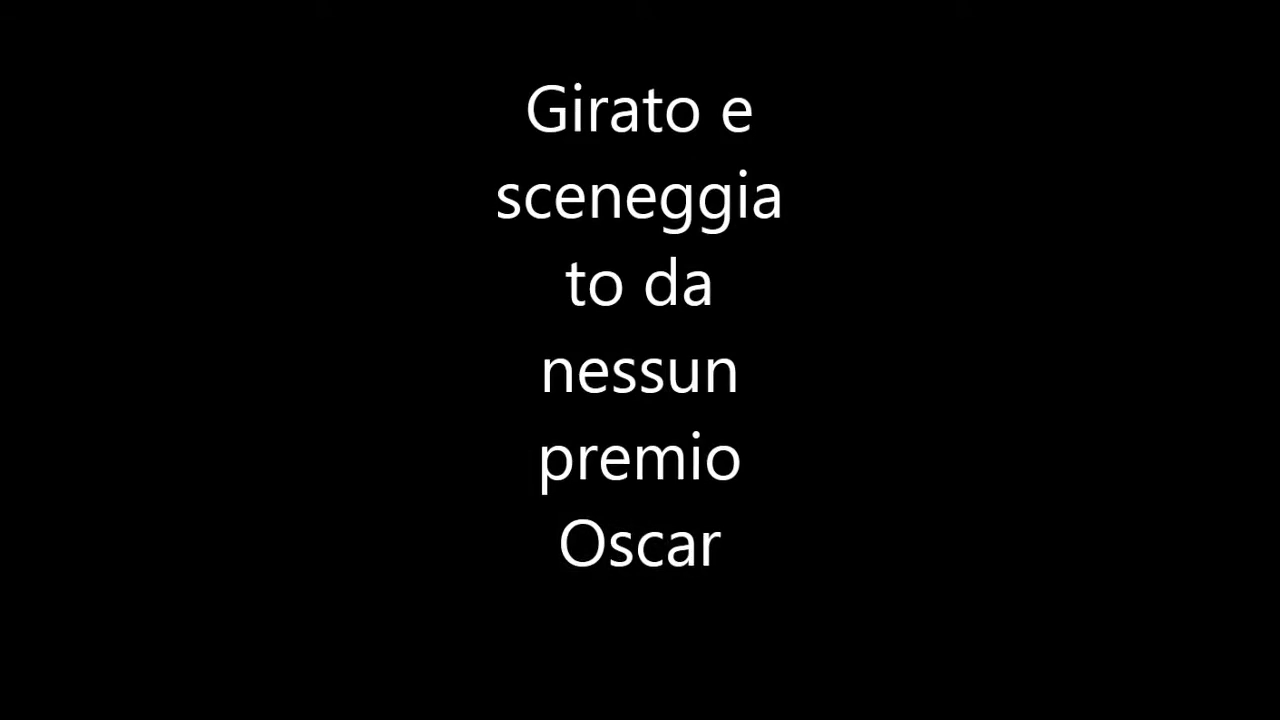 Girato e
sceneggia
to da
nessun
premio
Oscar